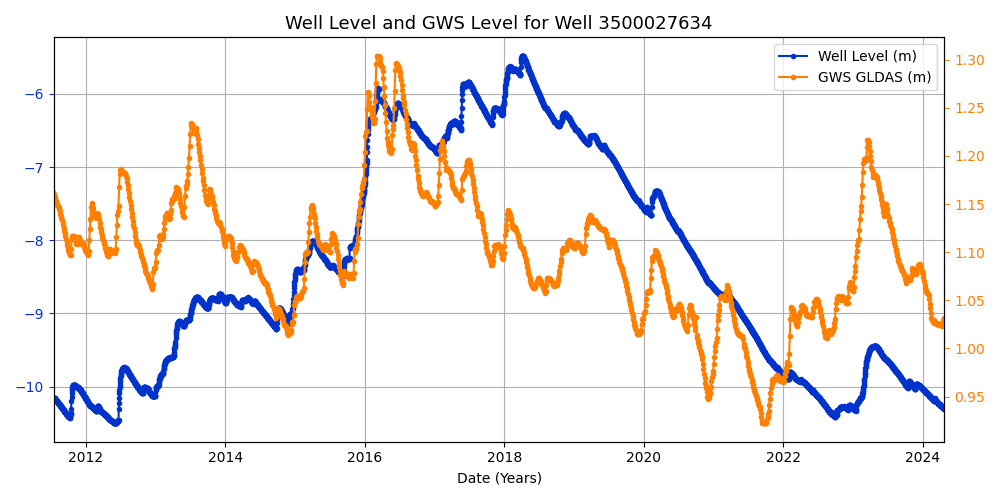 Well Level and GWS Level for Well 3500027634
Well Level (m)
GWS GLDAS (m)
−6
−7
−8
−9
−10
1.30
1.25
1.20
1.15
1.10
1.05
1.00
0.95
2012 2014 2016 2018 2020 2022 2024
Date (Years)